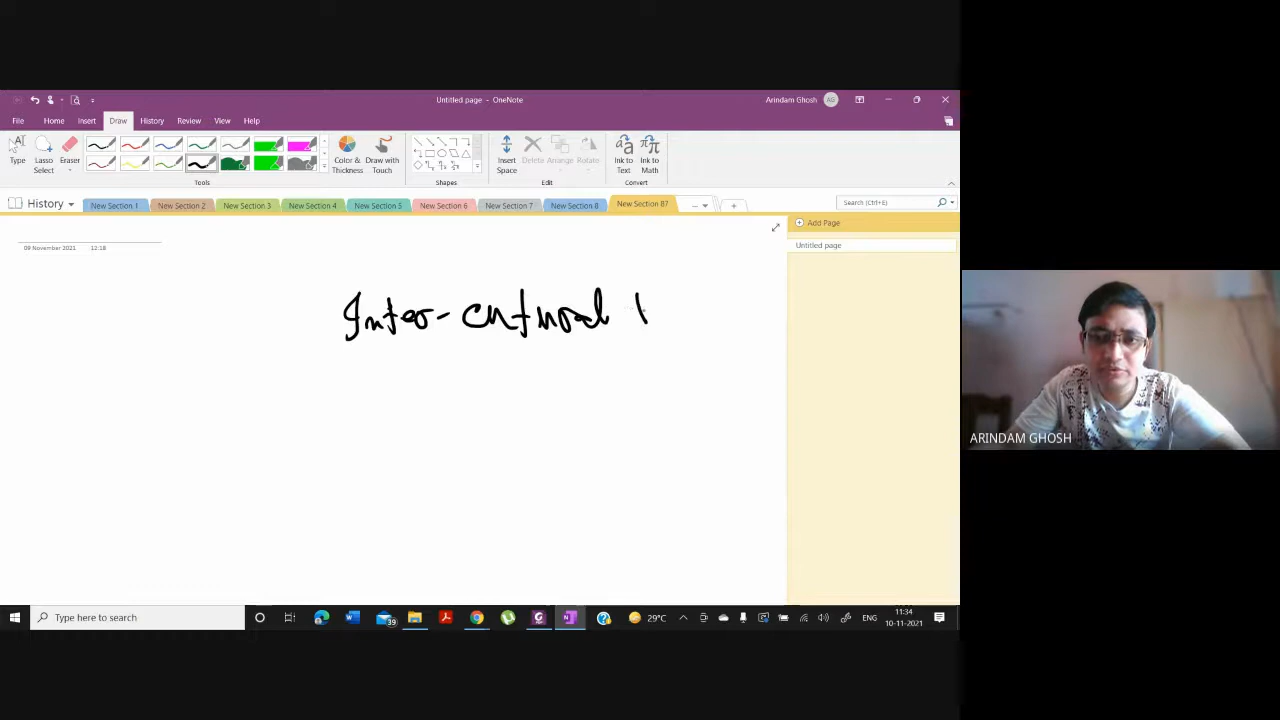 Untitled page - OneNote
Arindam Ghosh AG
File Home Insert Draw History Review View Help
Type Lasso Select Eraser Color & Thickness Draw with Touch Insert Space Delete Arrange Rotate Ink to Text Ink to Math
Tools Shapes Edit Convert
History New Section 1 New Section 2 New Section 3 New Section 4 New Section 5 New Section 6 New Section 7 New Section 8 New Section 87 Search (Ctrl+E)
Add Page
Untitled page
09 November 2021 12:18
Inter-cntural
ARINDAM GHOSH
Type here to search 39 29°C ENG 11:34
10-11-2021